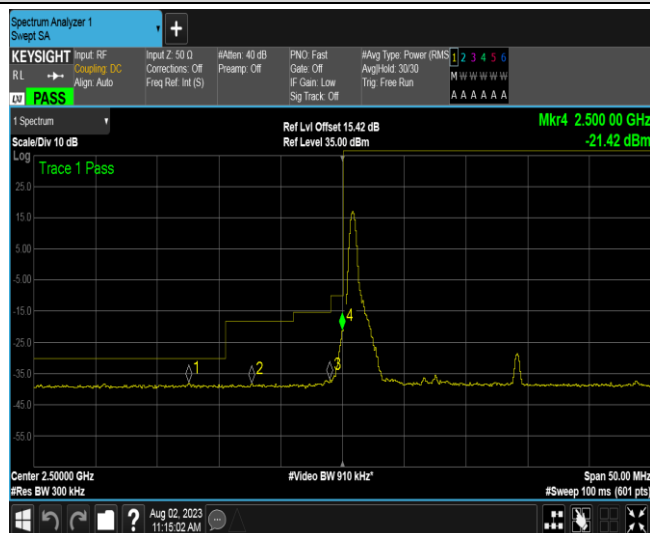 Spectrum Analyzer 1
Swept SA
+
KEYSIGHT Input: RF Input Z: 50 Ω #Atten: 40 dB PNO: Fast #Avg Type: Power (RMS 1 2 3 4 5 6
RL Coupling: DC Corrections: Off Preamp: Off Gate: Off Avg|Hold: 30/30 M W W W W W
Align: Auto Freq Ref: Int (S) IF Gain: Low Trig: Free Run
LXI PASS Sig Track: Off A A A A A A
1 Spectrum Ref Lvl Offset 15.42 dB Mkr4 2.500 00 GHz
Scale/Div 10 dB Ref Level 35.00 dBm -21.42 dBm
Log
Trace 1 Pass
25.0
15.0
5.00
-5.00
-15.0
4
-25.0
1 2 3
-35.0
-45.0
-55.0
Center 2.50000 GHz #Video BW 910 kHz* Span 50.00 MHz
#Res BW 300 kHz #Sweep 100 ms (601 pts)
? Aug 02, 2023
11:15:02 AM